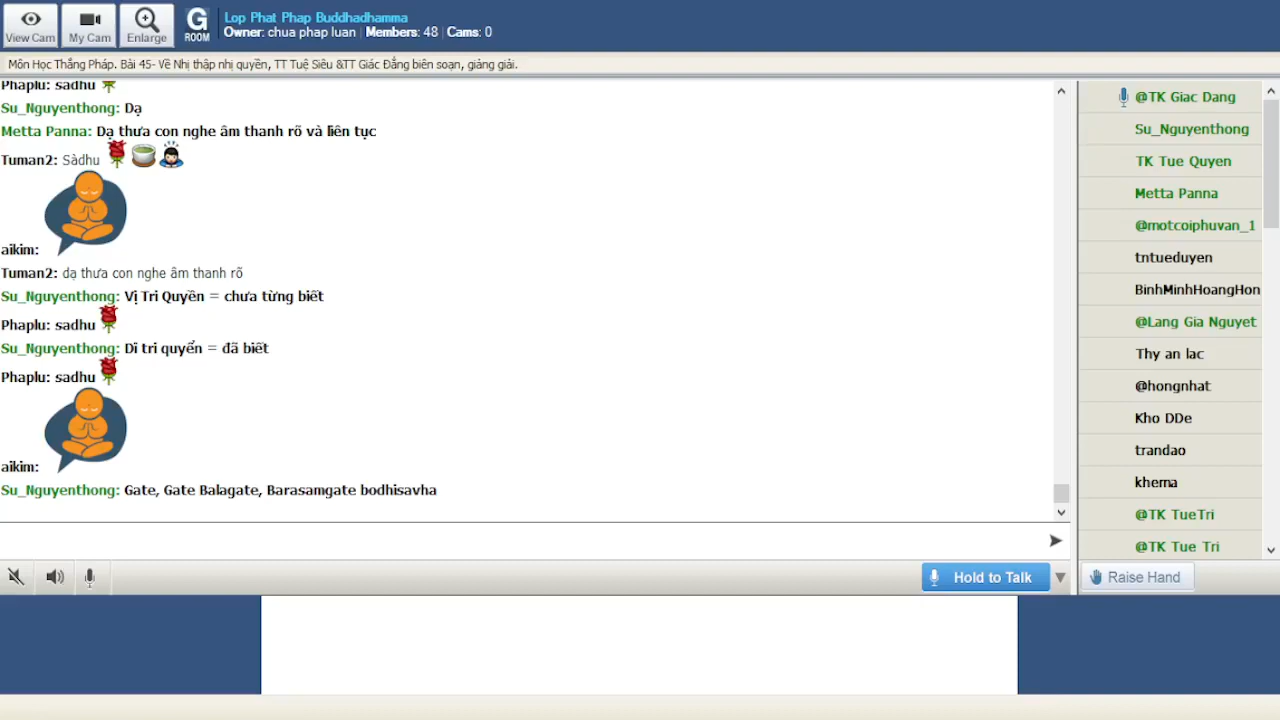 View Cam
My Cam
Enlarge
G
ROOM
Lop Phat Phap Buddhadhamma
Owner: chua phap luan | Members: 48 | Cams: 0
Môn Học Thắng Pháp. Bài 45- Về Nhị thập nhị quyền, TT Tuệ Siêu &TT Giác Đẳng biên soạn, giảng giải.
Phaplu: sadhu
Su_Nguyenthong: Dạ
Metta Panna: Dạ thưa con nghe âm thanh rõ và liên tục
Tuman2: Sàdhu
aikim:
Tuman2: dạ thưa con nghe âm thanh rõ
Su_Nguyenthong: Vị Tri Quyền = chưa từng biết
Phaplu: sadhu
Su_Nguyenthong: Dĩ tri quyển = đã biết
Phaplu: sadhu
aikim:
Su_Nguyenthong: Gate, Gate Balagate, Barasamgate bodhisavha
@TK Giac Dang
Su_Nguyenthong
TK Tue Quyen
Metta Panna
@motcoiphuvan_1
tntueduyen
BinhMinhHoangHon
@Lang Gia Nguyet
Thy an lac
@hongnhat
Kho DDe
trandao
khema
@TK TueTri
@TK Tue Tri
Hold to Talk
Raise Hand